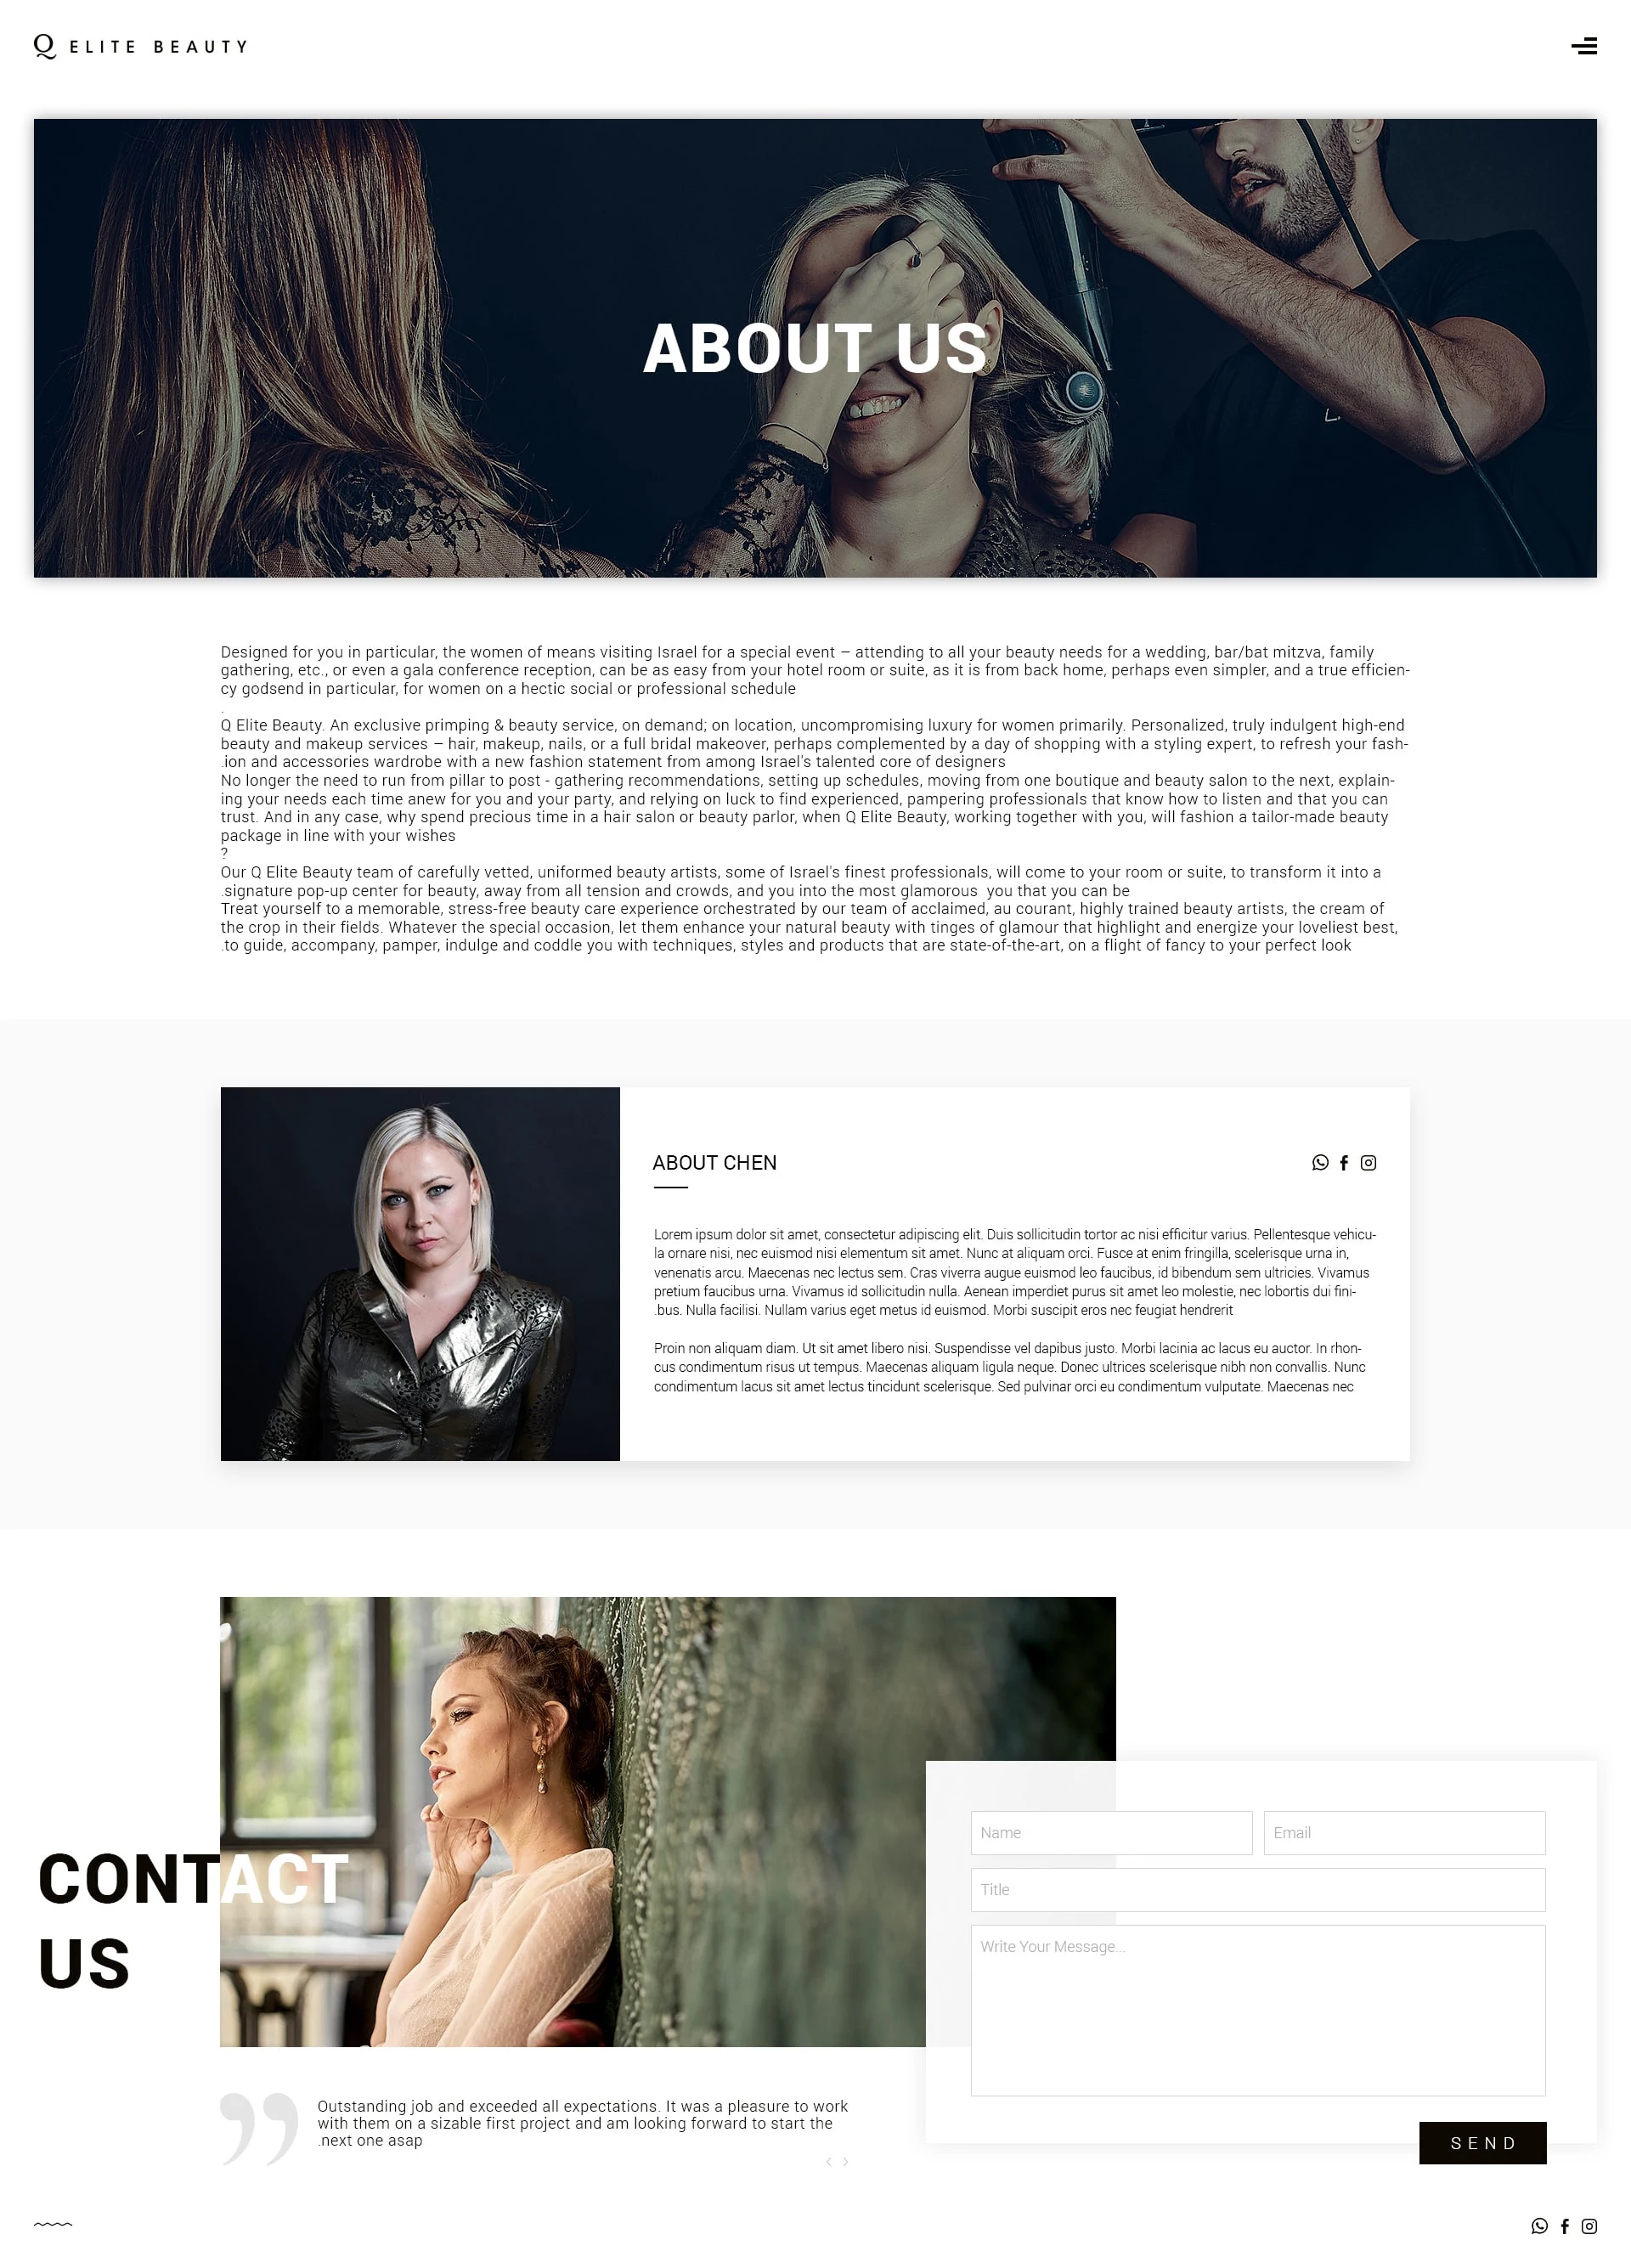 Q ELITE BEAUTY
ABOUT US
Designed for you in particular, the women of means visiting Israel for a special event – attending to all your beauty needs for a wedding, bar/bat mitzva, family
gathering, etc., or even a gala conference reception, can be as easy from your hotel room or suite, as it is from back home, perhaps even simpler, and a true efficien-
cy godsend in particular, for women on a hectic social or professional schedule
.
Q Elite Beauty. An exclusive primping & beauty service, on demand; on location, uncompromising luxury for women primarily. Personalized, truly indulgent high-end
beauty and makeup services – hair, makeup, nails, or a full bridal makeover, perhaps complemented by a day of shopping with a styling expert, to refresh your fash-
.ion and accessories wardrobe with a new fashion statement from among Israel's talented core of designers
No longer the need to run from pillar to post - gathering recommendations, setting up schedules, moving from one boutique and beauty salon to the next, explain-
ing your needs each time anew for you and your party, and relying on luck to find experienced, pampering professionals that know how to listen and that you can
trust. And in any case, why spend precious time in a hair salon or beauty parlor, when Q Elite Beauty, working together with you, will fashion a tailor-made beauty
package in line with your wishes
?
Our Q Elite Beauty team of carefully vetted, uniformed beauty artists, some of Israel's finest professionals, will come to your room or suite, to transform it into a
.signature pop-up center for beauty, away from all tension and crowds, and you into the most glamorous you that you can be
Treat yourself to a memorable, stress-free beauty care experience orchestrated by our team of acclaimed, au courant, highly trained beauty artists, the cream of
the crop in their fields. Whatever the special occasion, let them enhance your natural beauty with tinges of glamour that highlight and energize your loveliest best,
.to guide, accompany, pamper, indulge and coddle you with techniques, styles and products that are state-of-the-art, on a flight of fancy to your perfect look
ABOUT CHEN
Lorem ipsum dolor sit amet, consectetur adipiscing elit. Duis sollicitudin tortor ac nisi efficitur varius. Pellentesque vehicu-
la ornare nisi, nec euismod nisi elementum sit amet. Nunc at aliquam orci. Fusce at enim fringilla, scelerisque urna in,
venenatis arcu. Maecenas nec lectus sem. Cras viverra augue euismod leo faucibus, id bibendum sem ultricies. Vivamus
pretium faucibus urna. Vivamus id sollicitudin nulla. Aenean imperdiet purus sit amet leo molestie, nec lobortis dui fini-
.bus. Nulla facilisi. Nullam varius eget metus id euismod. Morbi suscipit eros nec feugiat hendrerit
Proin non aliquam diam. Ut sit amet libero nisi. Suspendisse vel dapibus justo. Morbi lacinia ac lacus eu auctor. In rhon-
cus condimentum risus ut tempus. Maecenas aliquam ligula neque. Donec ultrices scelerisque nibh non convallis. Nunc
condimentum lacus sit amet lectus tincidunt scelerisque. Sed pulvinar orci eu condimentum vulputate. Maecenas nec
CONTACT
US
Name
Email
Title
Write Your Message...
SEND
Outstanding job and exceeded all expectations. It was a pleasure to work
with them on a sizable first project and am looking forward to start the
.next one asap